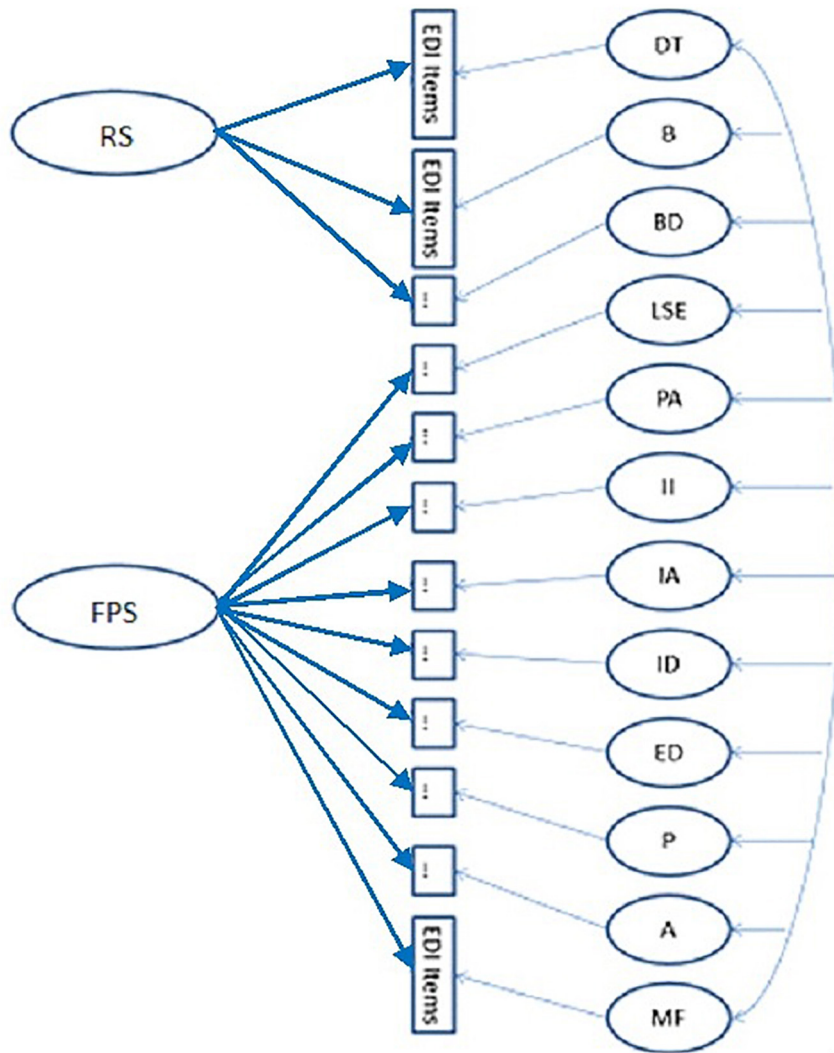 EDI Items
DT
RS
B
EDI Items
BD
...
LSE
...
PA
...
II
...
FPS
IA
...
ID
...
ED
...
P
...
A
...
EDI Items
MF